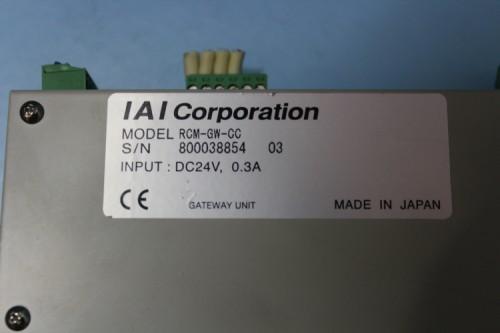 IAI Corporation
MODEL RCM-GW-CC
S/N 800038854 03
INPUT : DC24V, 0.3A
CE GATEWAY UNIT MADE IN JAPAN